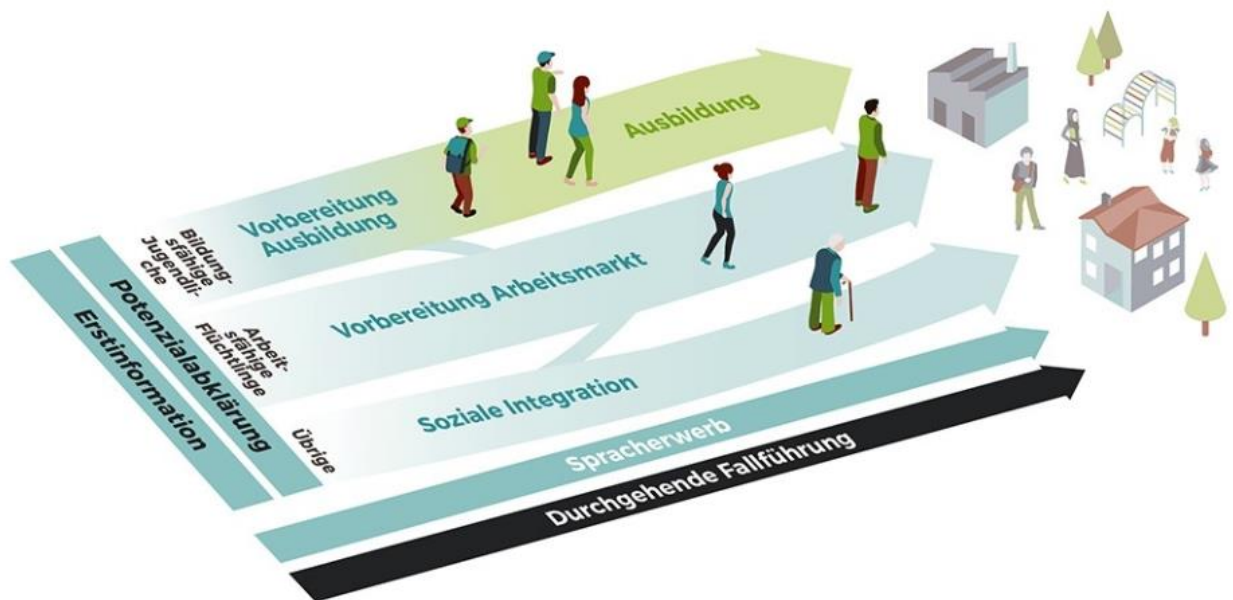 Erstinformation
Potenzialabklärung
Bildung-
sfähige
Jugendli-
che
Vorbereitung
Ausbildung
Ausbildung
Arbeit-
sfähige
Flüchtlinge
Vorbereitung Arbeitsmarkt
Übrige
Soziale Integration
Spracherwerb
Durchgehende Fallführung